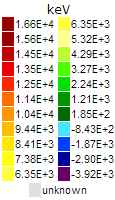 keV
1.66E+4 6.35E+3
1.56E+4 5.32E+3
1.45E+4 4.29E+3
1.35E+4 3.27E+3
1.25E+4 2.24E+3
1.14E+4 1.21E+3
1.04E+4 1.85E+2
9.44E+3 -8.43E+2
8.41E+3 -1.87E+3
7.38E+3 -2.90E+3
6.35E+3 -3.92E+3
unknown